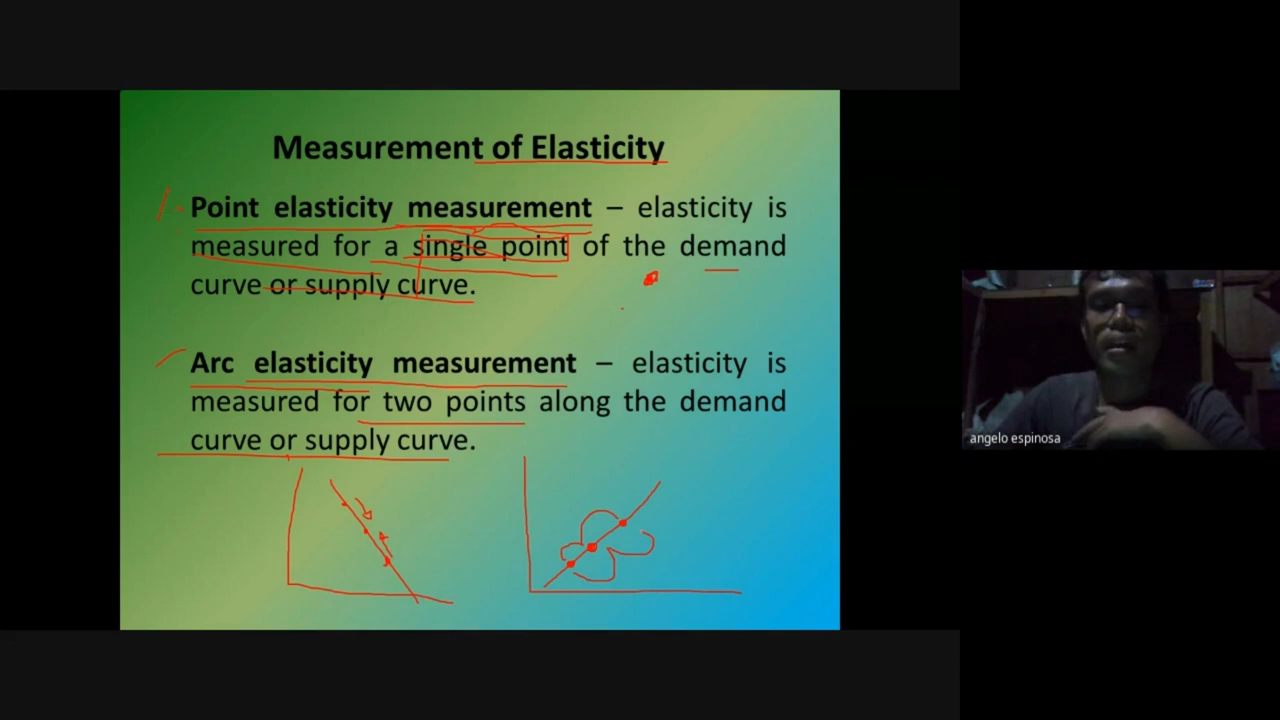 Measurement of Elasticity
Point elasticity measurement – elasticity is
measured for a single point of the demand
curve or supply curve.
Arc elasticity measurement – elasticity is
measured for two points along the demand
curve or supply curve.
angelo espinosa